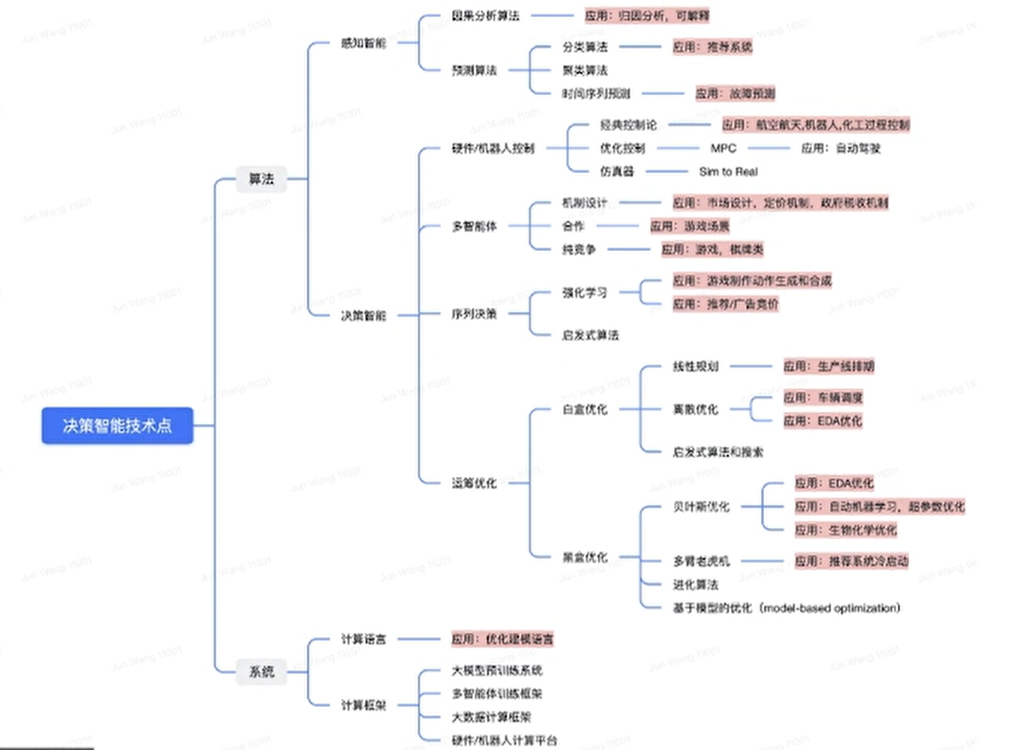 决策智能技术点
算法
感知智能
因果分析算法
应用：归因分析，可解释
预测算法
分类算法
应用：推荐系统
聚类算法
时间序列预测
应用：故障预测
决策智能
硬件/机器人控制
经典控制论
应用：航空航天,机器人,化工过程控制
优化控制
MPC
应用：自动驾驶
仿真器
Sim to Real
多智能体
机制设计
应用：市场设计，定价机制，政府税收机制
合作
应用：游戏场景
纯竞争
应用：游戏，棋牌类
序列决策
强化学习
应用：游戏制作动作生成和合成
应用：推荐/广告竞价
启发式算法
运筹优化
白盒优化
线性规划
应用：生产线排期
离散优化
应用：车辆调度
应用：EDA优化
启发式算法和搜索
黑盒优化
贝叶斯优化
应用：EDA优化
应用：自动机器学习，超参数优化
应用：生物化学优化
多臂老虎机
应用：推荐系统冷启动
进化算法
基于模型的优化（model-based optimization）
系统
计算语言
应用：优化建模语言
计算框架
大模型预训练系统
多智能体训练框架
大数据计算框架
硬件/机器人计算平台